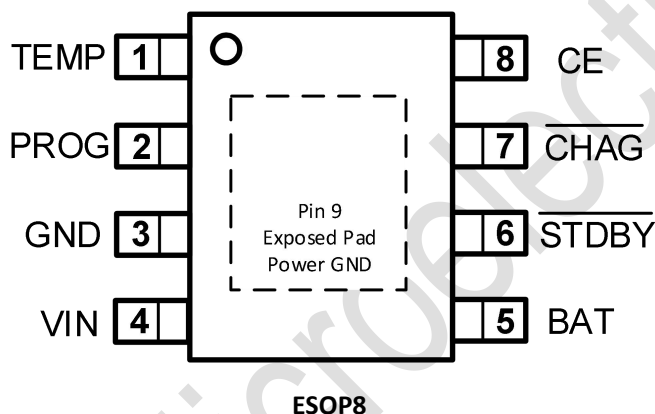 TEMP 1 8 CE
PROG 2 7 CHAG
GND 3 6 STDBY
VIN 4 5 BAT
Pin 9
Exposed Pad
Power GND
ESOP8